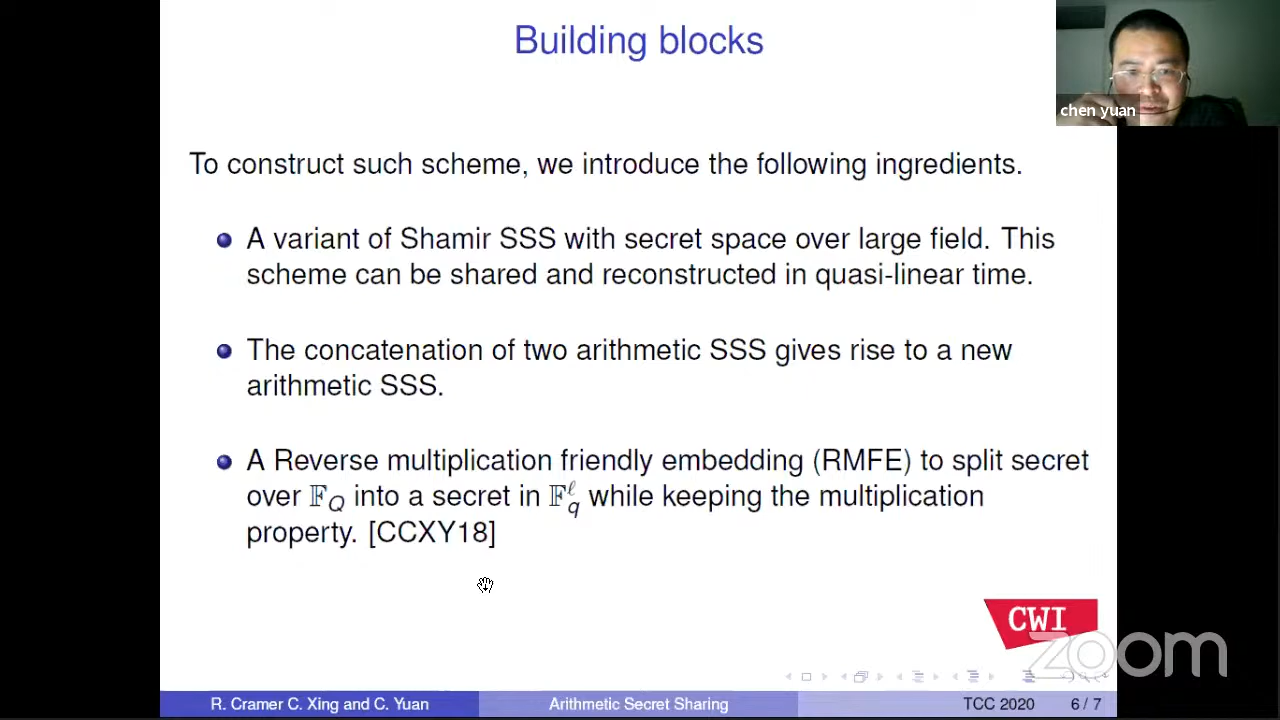 Building blocks
chen yuan
To construct such scheme, we introduce the following ingredients.
A variant of Shamir SSS with secret space over large field. This
scheme can be shared and reconstructed in quasi-linear time.
The concatenation of two arithmetic SSS gives rise to a new
arithmetic SSS.
A Reverse multiplication friendly embedding (RMFE) to split secret
over 𝔽_Q into a secret in 𝔽_q^ℓ while keeping the multiplication
property. [CCXY18]
CWI
zoom
R. Cramer C. Xing and C. Yuan
Arithmetic Secret Sharing
TCC 2020
6 / 7